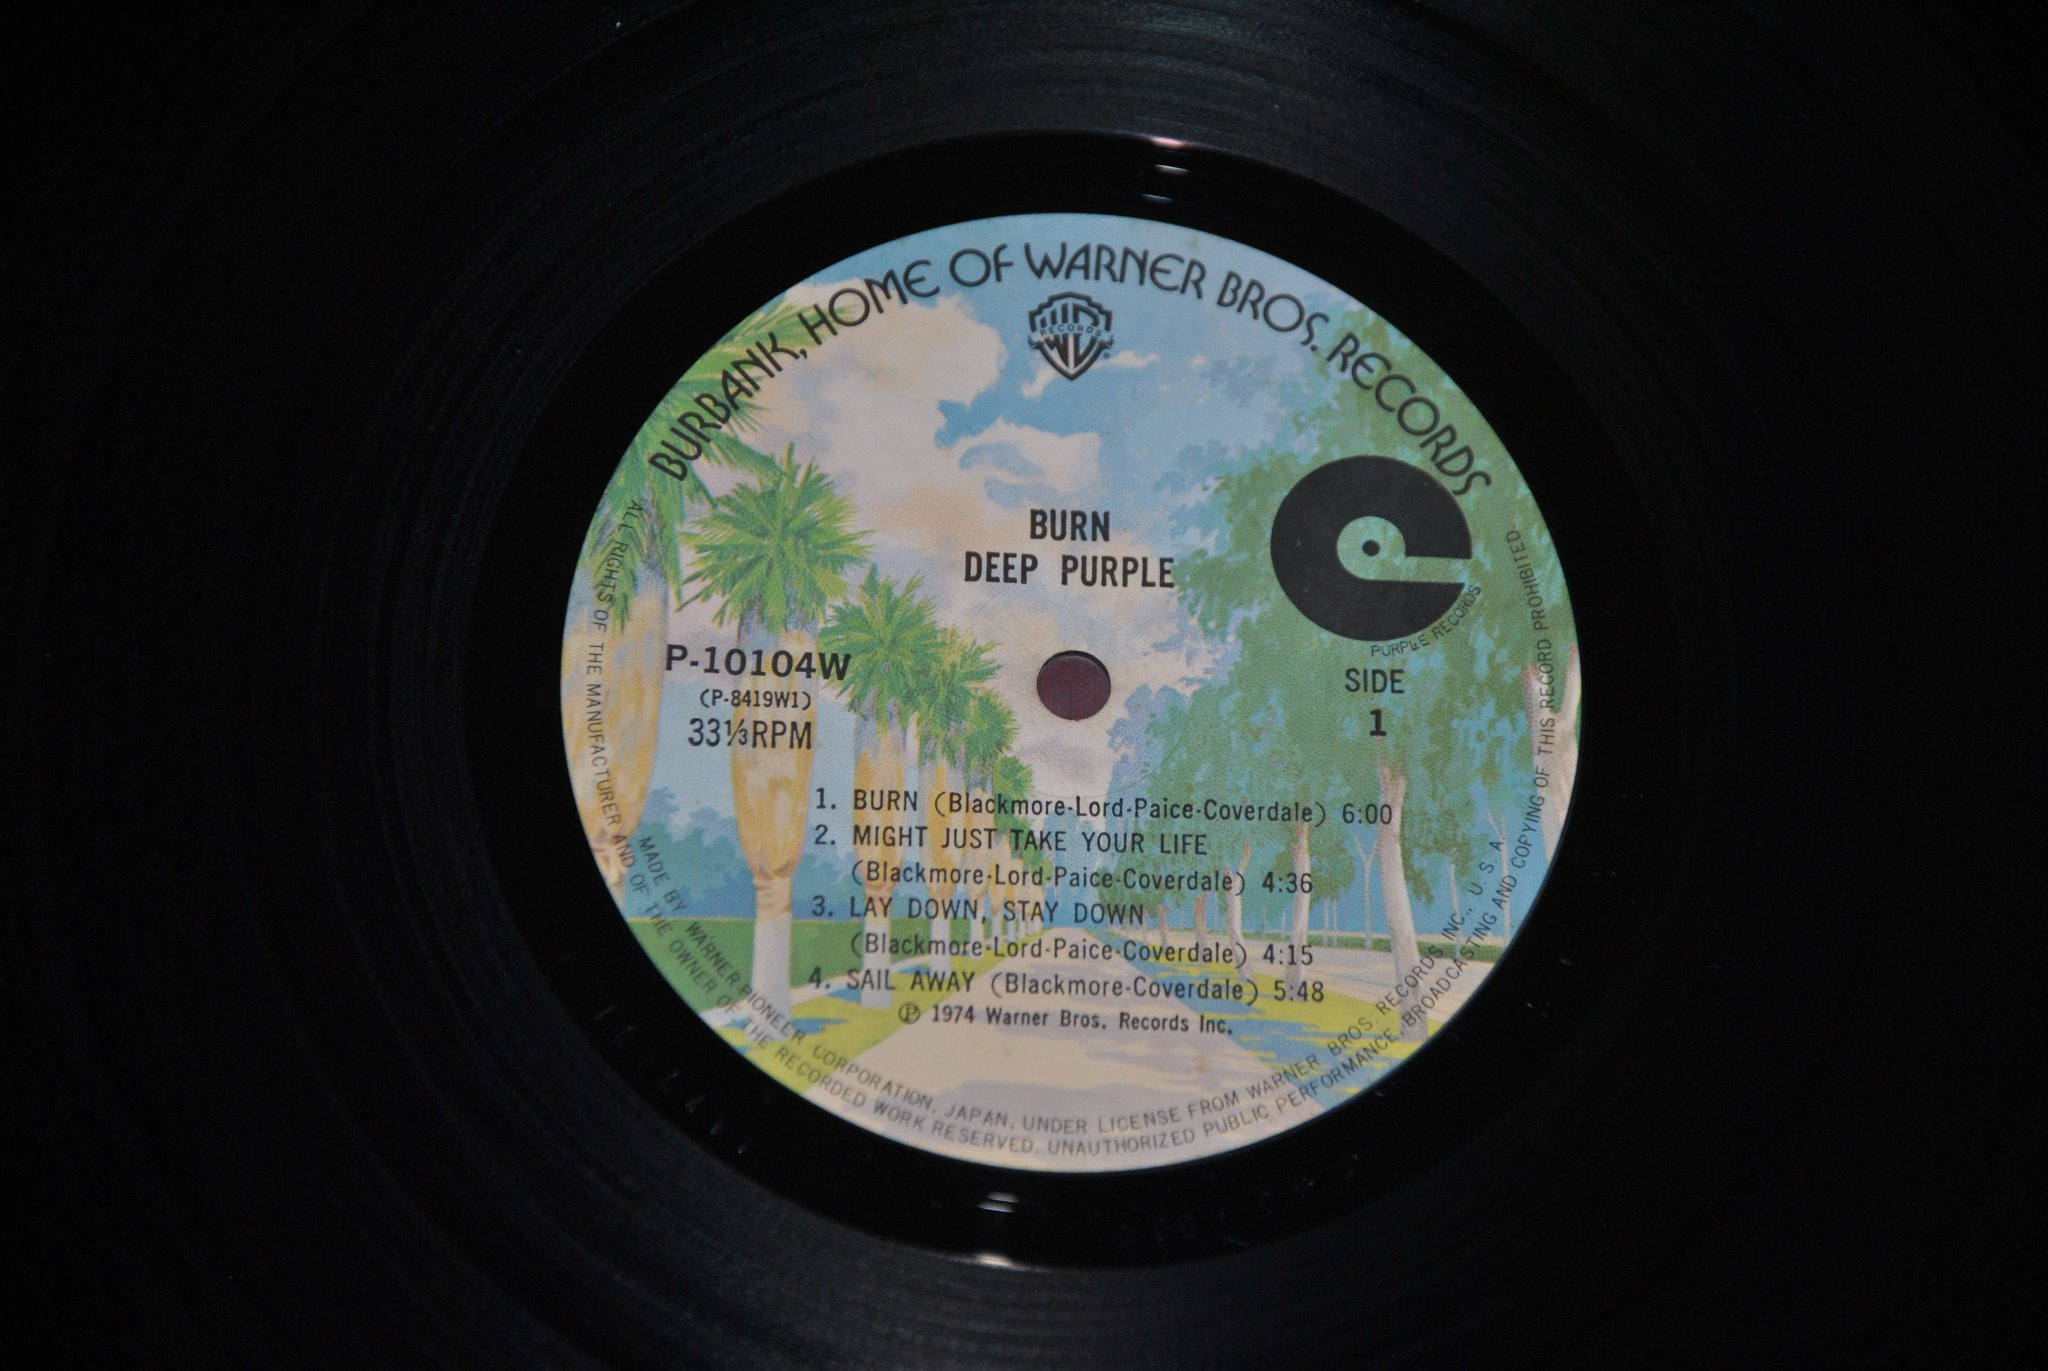 BURBANK, HOME OF WARNER BROS. RECORDS
RECORDS
BURN
DEEP PURPLE
PURPLE RECORDS
P-10104W
(P-8419W1)
33⅓RPM
SIDE
1
1. BURN (Blackmore-Lord-Paice-Coverdale) 6:00
2. MIGHT JUST TAKE YOUR LIFE
(Blackmore-Lord-Paice-Coverdale) 4:36
3. LAY DOWN, STAY DOWN
(Blackmore-Lord-Paice-Coverdale) 4:15
4. SAIL AWAY (Blackmore-Coverdale) 5:48
Ⓟ 1974 Warner Bros. Records Inc.
MADE BY WARNER-PIONEER CORPORATION, JAPAN, UNDER LICENSE FROM WARNER BROS. RECORDS INC., U.S.A.
ALL RIGHTS OF THE MANUFACTURER AND OF THE OWNER OF THE RECORDED WORK RESERVED. UNAUTHORIZED PUBLIC PERFORMANCE, BROADCASTING AND COPYING OF THIS RECORD PROHIBITED.